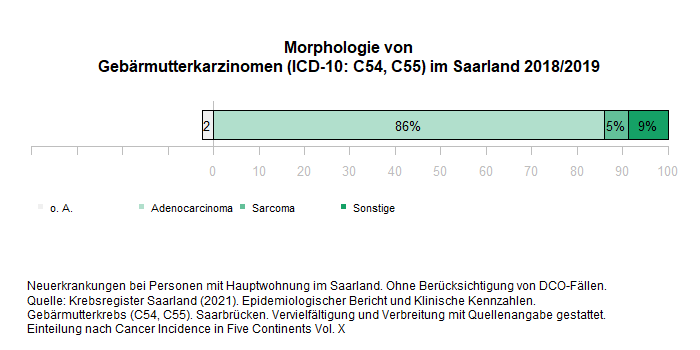 Morphologie von
Gebärmutterkarzinomen (ICD-10: C54, C55) im Saarland 2018/2019
2 86% 5% 9%
0 10 20 30 40 50 60 70 80 90 100
o. A. Adenocarcinoma Sarcoma Sonstige
Neuerkrankungen bei Personen mit Hauptwohnung im Saarland. Ohne Berücksichtigung von DCO-Fällen.
Quelle: Krebsregister Saarland (2021). Epidemiologischer Bericht und Klinische Kennzahlen.
Gebärmutterkrebs (C54, C55). Saarbrücken. Vervielfältigung und Verbreitung mit Quellenangabe gestattet.
Einteilung nach Cancer Incidence in Five Continents Vol. X